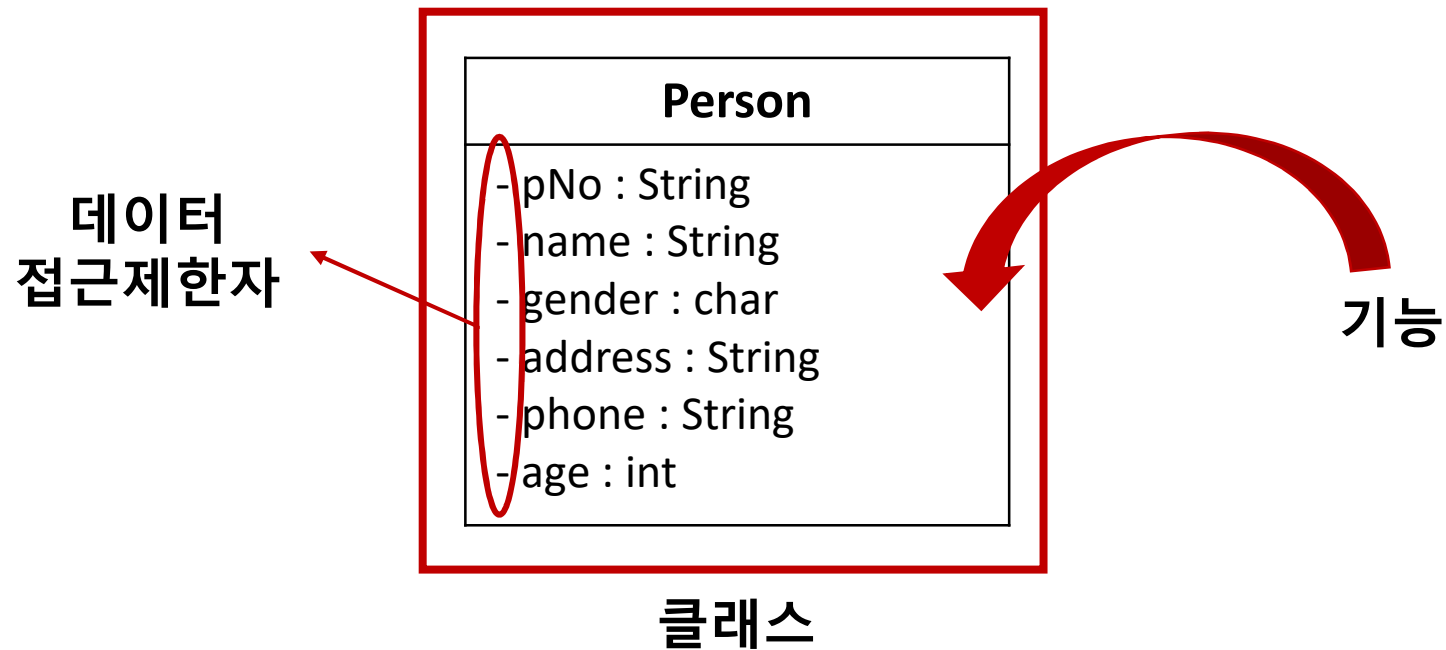 Person
- pNo : String
- name : String
- gender : char
- address : String
- phone : String
- age : int
데이터
접근제한자
기능
클래스